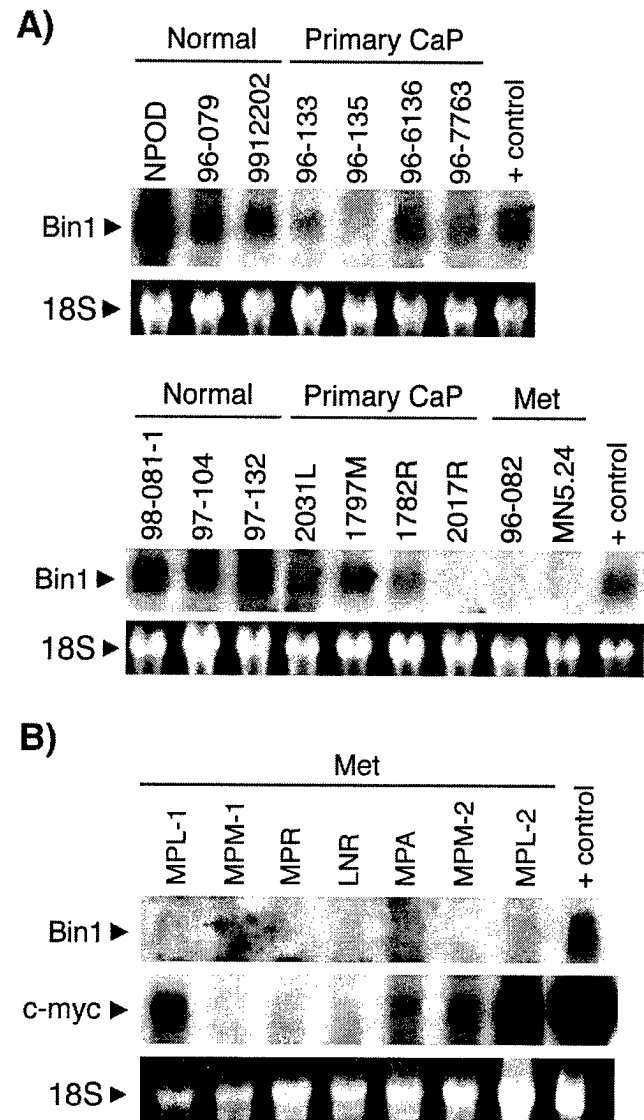 A)
Normal Primary CaP
NPOD 96-079 9912202 96-133 96-135 96-6136 96-7763 + control
Bin1
18S
Normal Primary CaP Met
98-081-1 97-104 97-132 2031L 1797M 1782R 2017R 96-082 MN5.24 + control
Bin1
18S
B)
Met
MPL-1 MPM-1 MPR LNR MPA MPM-2 MPL-2 + control
Bin1
c-myc
18S